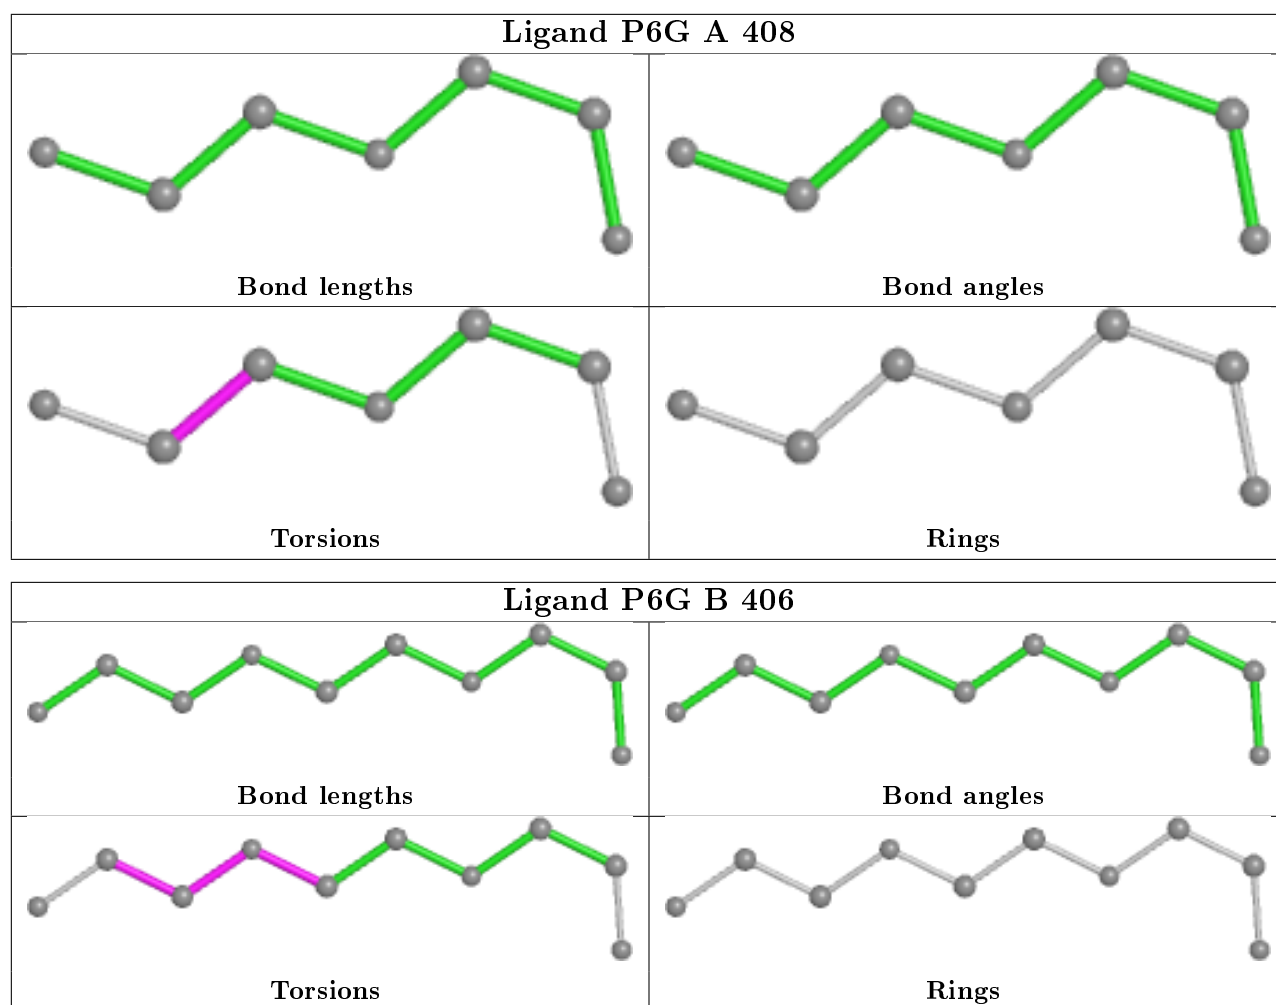 Ligand P6G A 408
Bond lengths
Bond angles
Torsions
Rings
Ligand P6G B 406
Bond lengths
Bond angles
Torsions
Rings